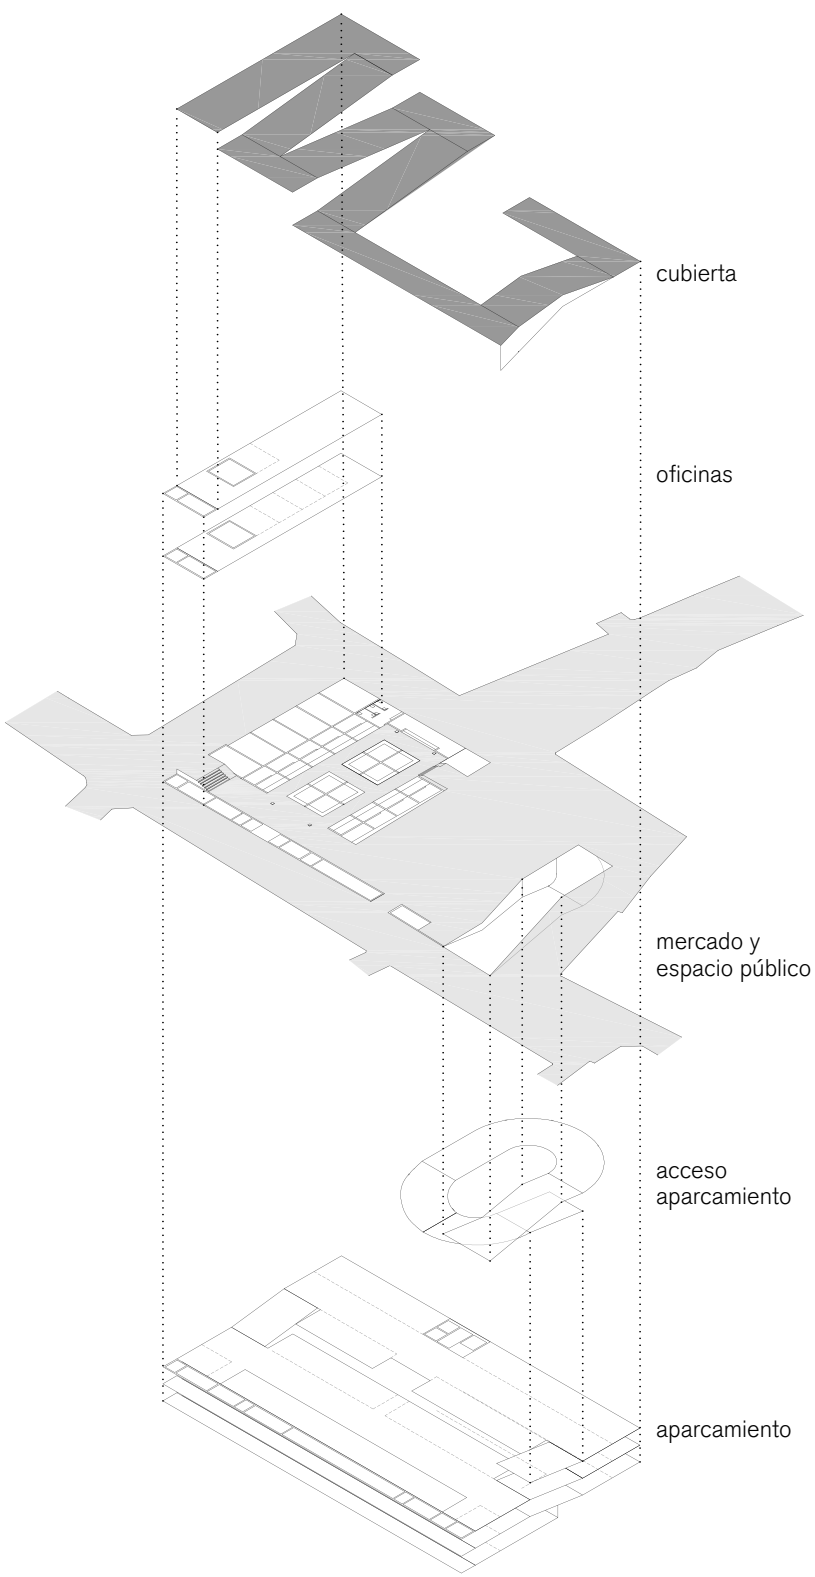 cubierta
oficinas
mercado y
espacio público
acceso
aparcamiento
aparcamiento